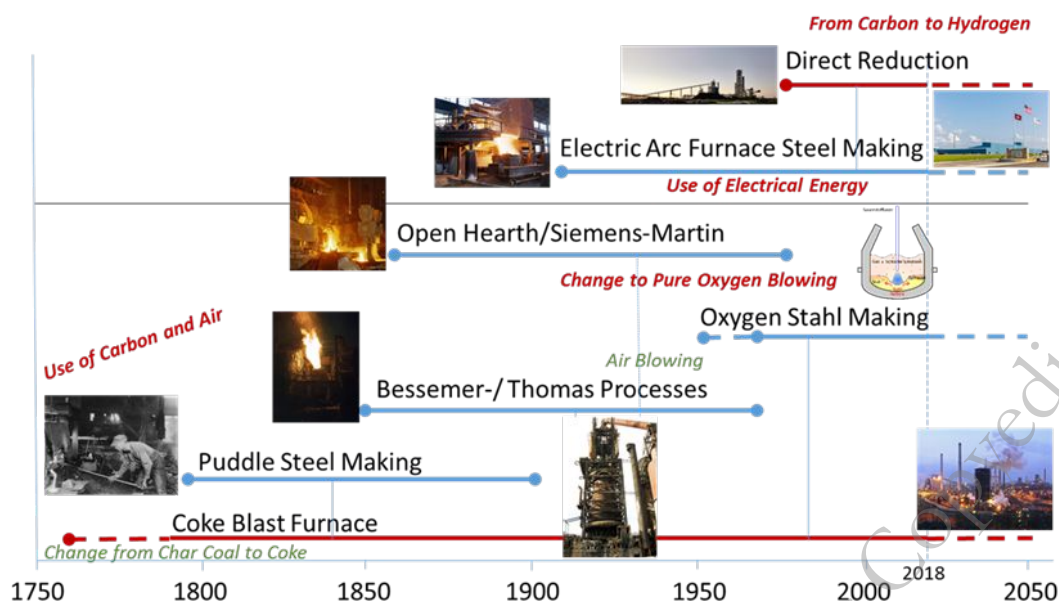 From Carbon to Hydrogen
Direct Reduction
Electric Arc Furnace Steel Making
Use of Electrical Energy
Open Hearth/Siemens-Martin
Change to Pure Oxygen Blowing
Oxygen Stahl Making
Use of Carbon and Air
Air Blowing
Bessemer-/ Thomas Processes
Puddle Steel Making
Coke Blast Furnace
Change from Char Coal to Coke
1750 1800 1850 1900 1950 2000 2018 2050